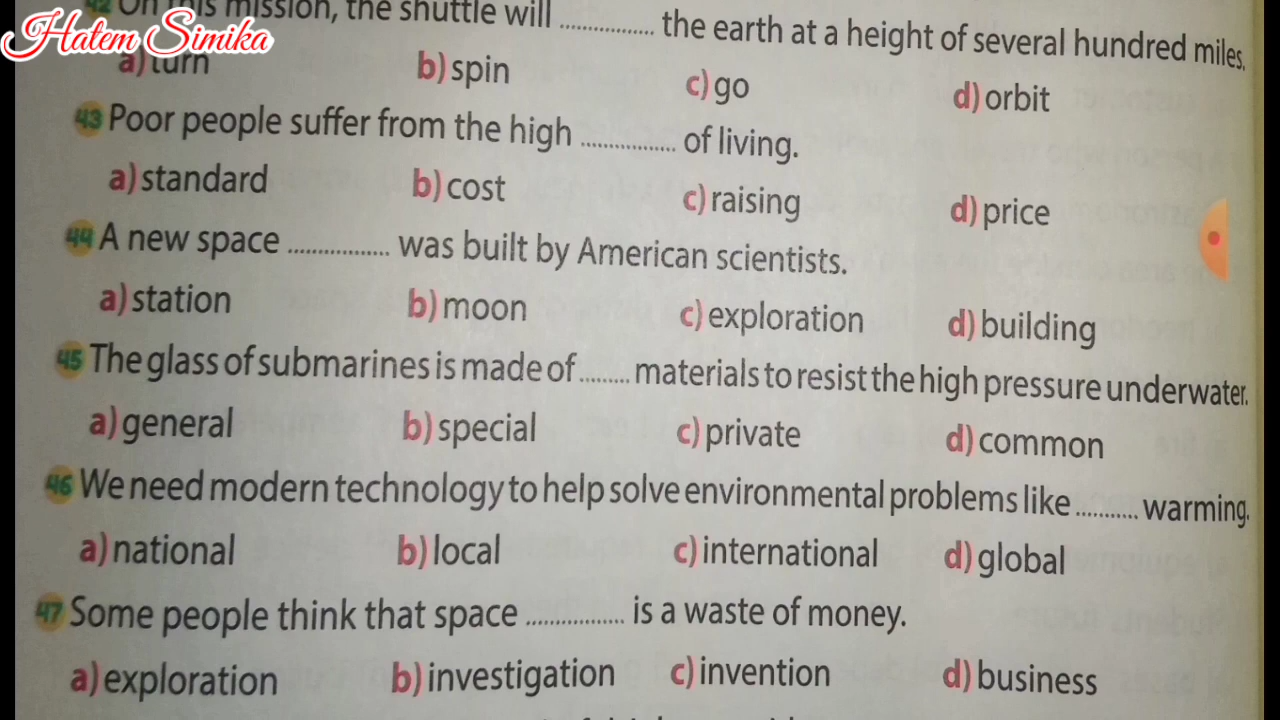 Hatem Simika
42 On this mission, the shuttle will ................. the earth at a height of several hundred miles.
a) turn b) spin c) go d) orbit
43 Poor people suffer from the high ................. of living.
a) standard b) cost c) raising d) price
44 A new space ................. was built by American scientists.
a) station b) moon c) exploration d) building
45 The glass of submarines is made of ......... materials to resist the high pressure underwater.
a) general b) special c) private d) common
46 We need modern technology to help solve environmental problems like ........... warming.
a) national b) local c) international d) global
47 Some people think that space ................. is a waste of money.
a) exploration b) investigation c) invention d) business